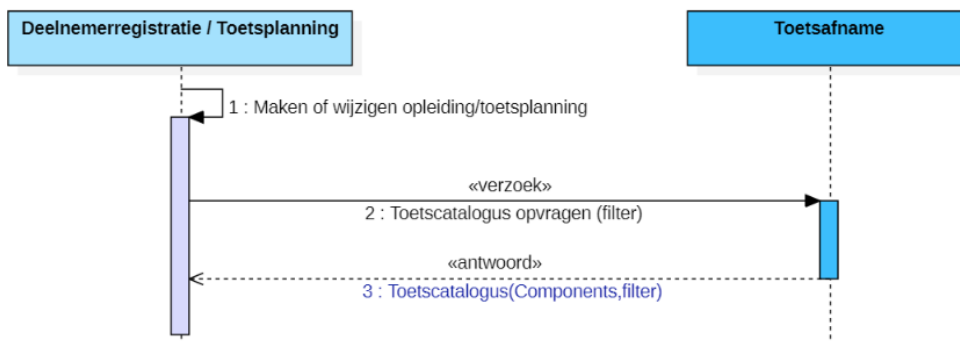 Deelnemerregistratie / Toetsplanning
Toetsafname
1 : Maken of wijzigen opleiding/toetsplanning
«verzoek»
2 : Toetscatalogus opvragen (filter)
«antwoord»
3 : Toetscatalogus(Components,filter)